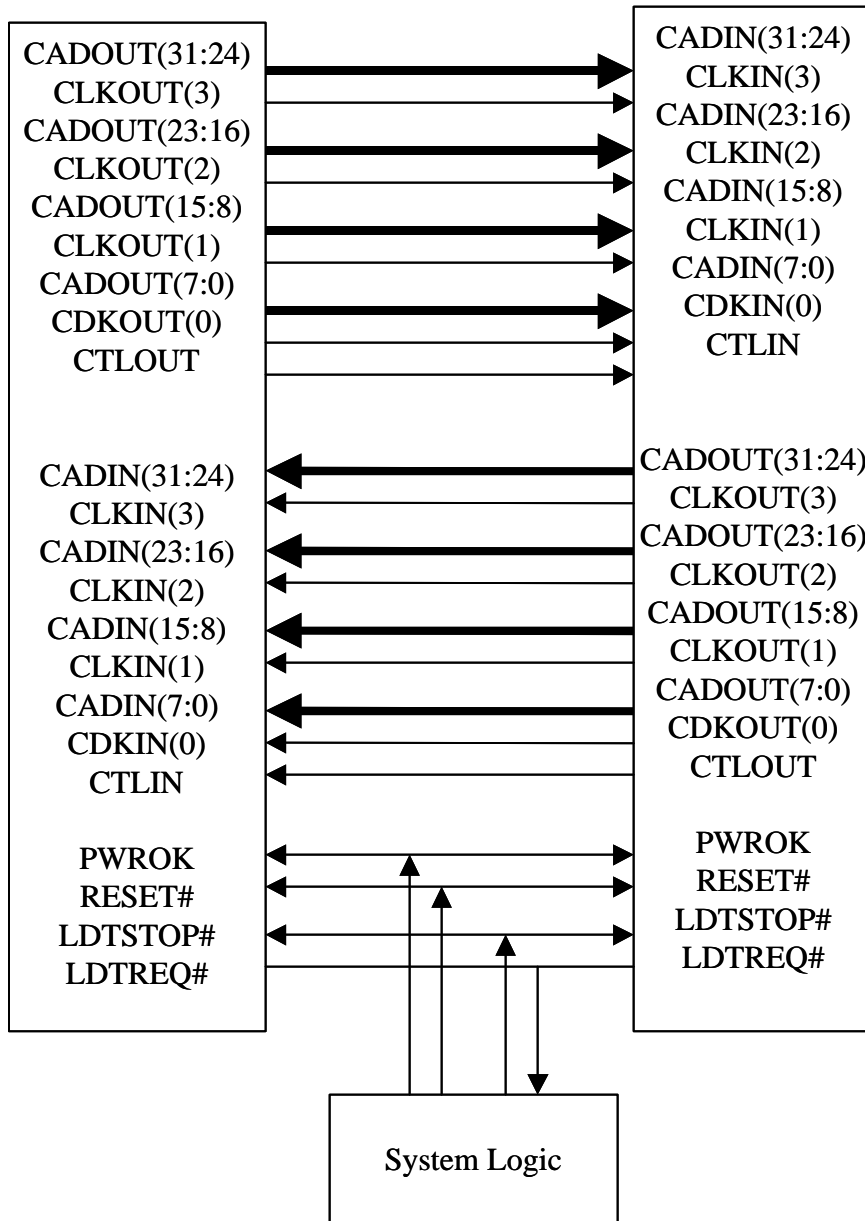 CADOUT(31:24)
CLKOUT(3)
CADOUT(23:16)
CLKOUT(2)
CADOUT(15:8)
CLKOUT(1)
CADOUT(7:0)
CDKOUT(0)
CTLOUT
CADIN(31:24)
CLKIN(3)
CADIN(23:16)
CLKIN(2)
CADIN(15:8)
CLKIN(1)
CADIN(7:0)
CDKIN(0)
CTLIN
PWROK
RESET#
LDTSTOP#
LDTREQ#
CADIN(31:24)
CLKIN(3)
CADIN(23:16)
CLKIN(2)
CADIN(15:8)
CLKIN(1)
CADIN(7:0)
CDKIN(0)
CTLIN
CADOUT(31:24)
CLKOUT(3)
CADOUT(23:16)
CLKOUT(2)
CADOUT(15:8)
CLKOUT(1)
CADOUT(7:0)
CDKOUT(0)
CTLOUT
PWROK
RESET#
LDTSTOP#
LDTREQ#
System Logic